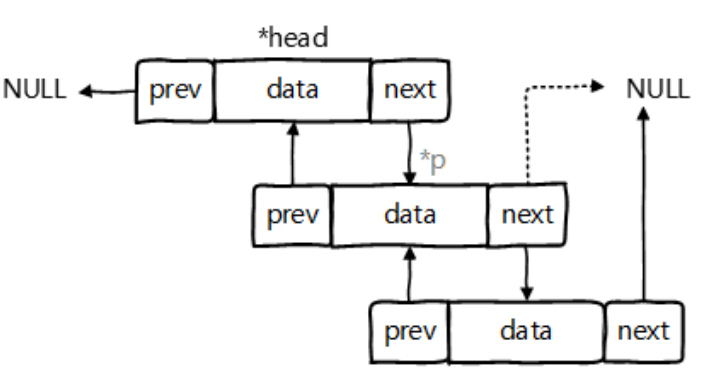 *head
NULL prev data next NULL
*p
prev data next
prev data next